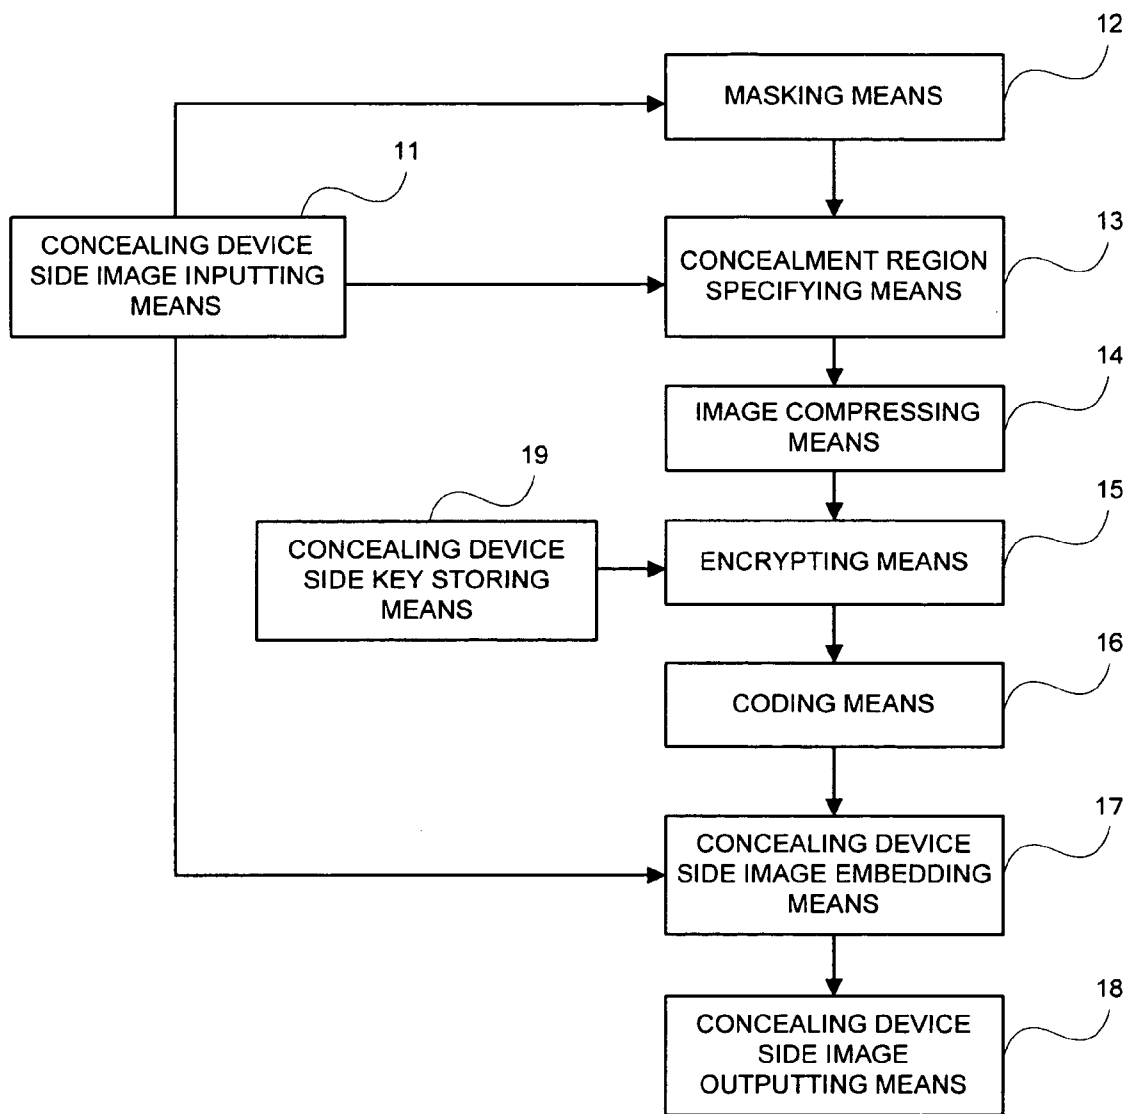 12
MASKING MEANS
11
CONCEALING DEVICE
SIDE IMAGE INPUTTING
MEANS
13
CONCEALMENT REGION
SPECIFYING MEANS
14
IMAGE COMPRESSING
MEANS
19
CONCEALING DEVICE
SIDE KEY STORING
MEANS
15
ENCRYPTING MEANS
16
CODING MEANS
17
CONCEALING DEVICE
SIDE IMAGE EMBEDDING
MEANS
18
CONCEALING DEVICE
SIDE IMAGE
OUTPUTTING MEANS